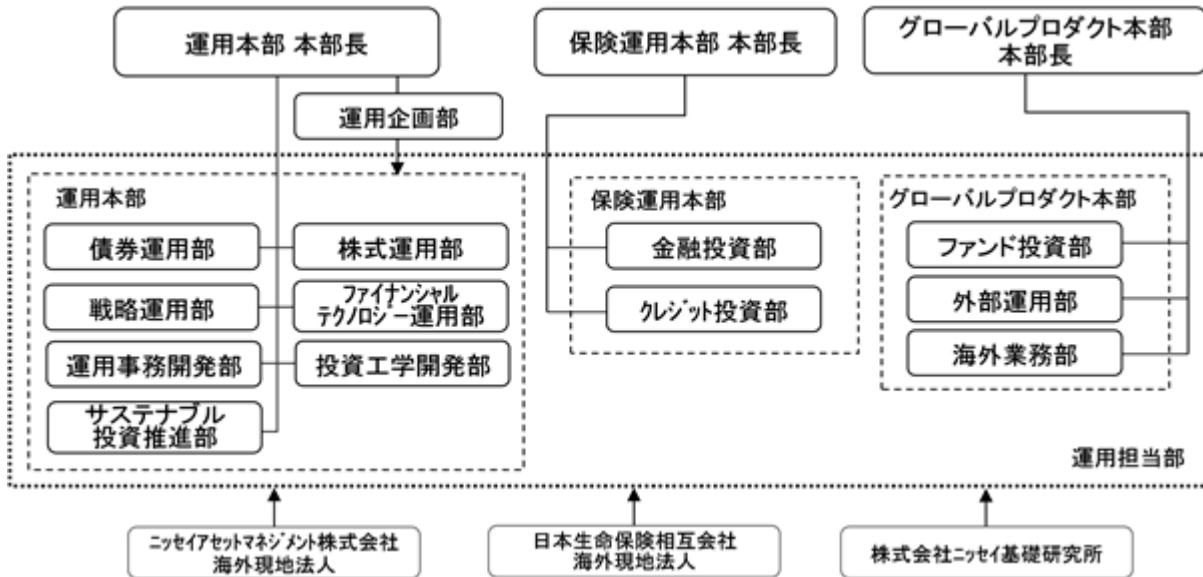 運用本部 本部長
保険運用本部 本部長
グローバルプロダクト本部
本部長
運用企画部
運用本部
債券運用部
株式運用部
戦略運用部
ファイナンシャル
テクノロジー運用部
運用事務開発部
投資工学開発部
サステナブル
投資推進部
保険運用本部
金融投資部
クレジット投資部
グローバルプロダクト本部
ファンド投資部
外部運用部
海外業務部
運用担当部
ニッセイアセットマネジメント株式会社
海外現地法人
日本生命保険相互会社
海外現地法人
株式会社ニッセイ基礎研究所